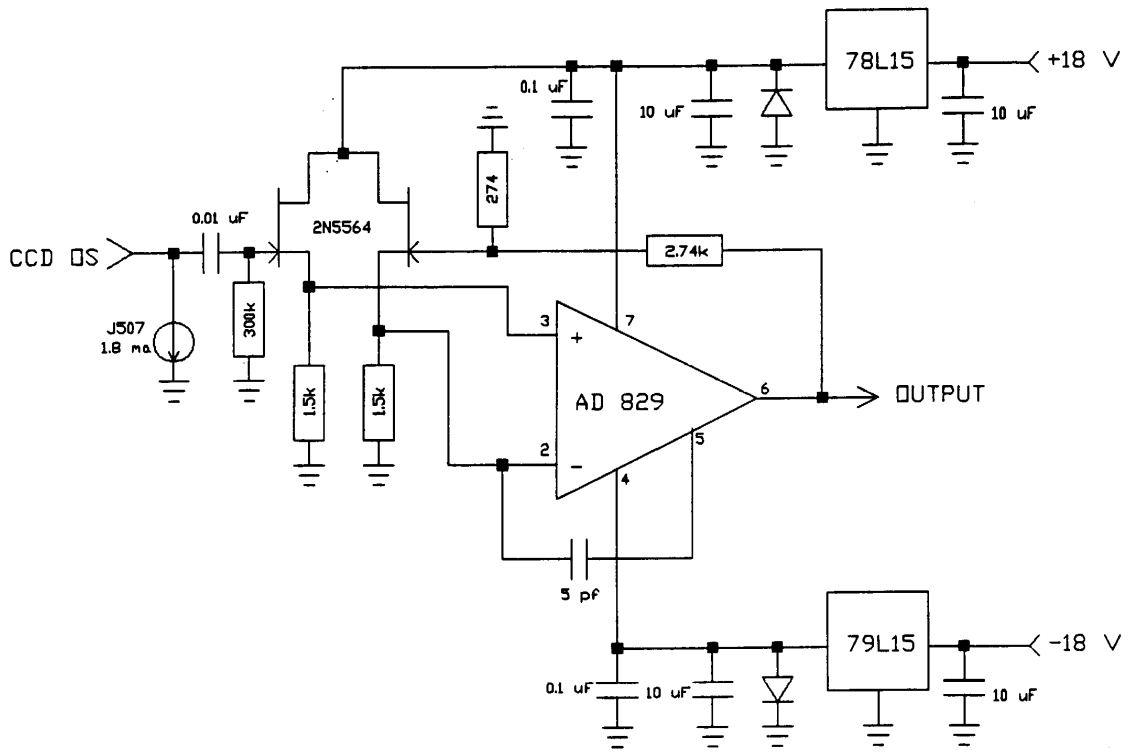 78L15
+18 V
0.1 uF
10 uF
10 uF
274
0.01 uF
2N5564
CCD OS
2.74k
J507
1.8 ma
300k
3
+
7
1.5k
1.5k
AD 829
6
OUTPUT
5
2
-
4
5 pf
79L15
-18 V
0.1 uF
10 uF
10 uF